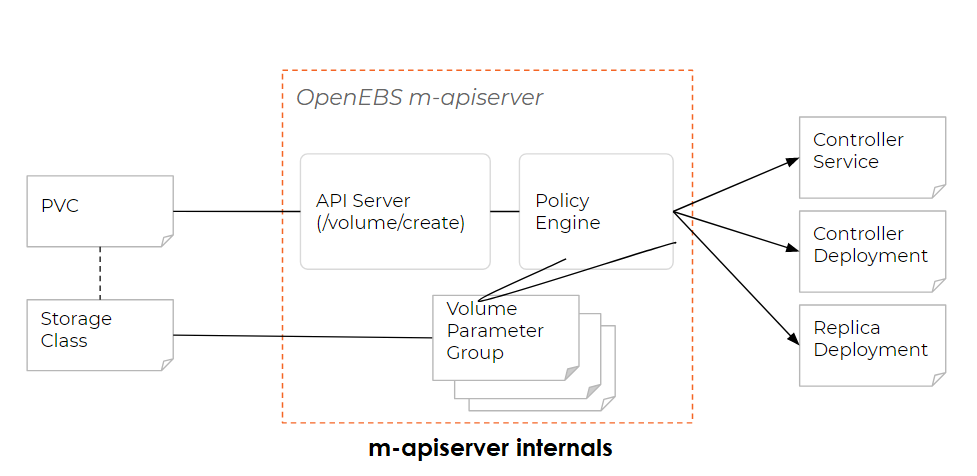 OpenEBS m-apiserver
PVC
Storage
Class
API Server
(/volume/create)
Policy
Engine
Volume
Parameter
Group
Controller
Service
Controller
Deployment
Replica
Deployment
m-apiserver internals